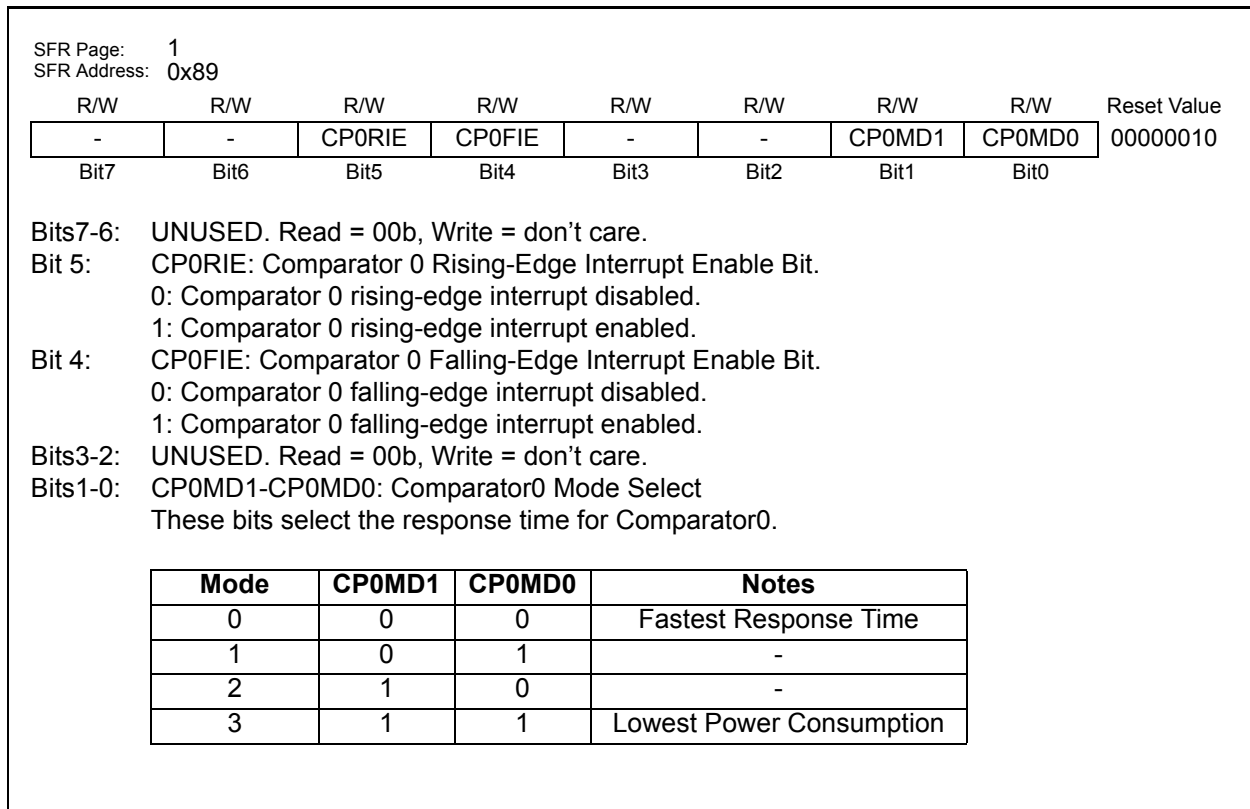 SFR Page: 1
SFR Address: 0x89
R/W R/W R/W R/W R/W R/W R/W R/W Reset Value
- - CP0RIE CP0FIE - - CP0MD1 CP0MD0 00000010
Bit7 Bit6 Bit5 Bit4 Bit3 Bit2 Bit1 Bit0
Bits7-6: UNUSED. Read = 00b, Write = don’t care.
Bit 5: CP0RIE: Comparator 0 Rising-Edge Interrupt Enable Bit.
0: Comparator 0 rising-edge interrupt disabled.
1: Comparator 0 rising-edge interrupt enabled.
Bit 4: CP0FIE: Comparator 0 Falling-Edge Interrupt Enable Bit.
0: Comparator 0 falling-edge interrupt disabled.
1: Comparator 0 falling-edge interrupt enabled.
Bits3-2: UNUSED. Read = 00b, Write = don’t care.
Bits1-0: CP0MD1-CP0MD0: Comparator0 Mode Select
These bits select the response time for Comparator0.
Mode CP0MD1 CP0MD0 Notes
0 0 0 Fastest Response Time
1 0 1 -
2 1 0 -
3 1 1 Lowest Power Consumption